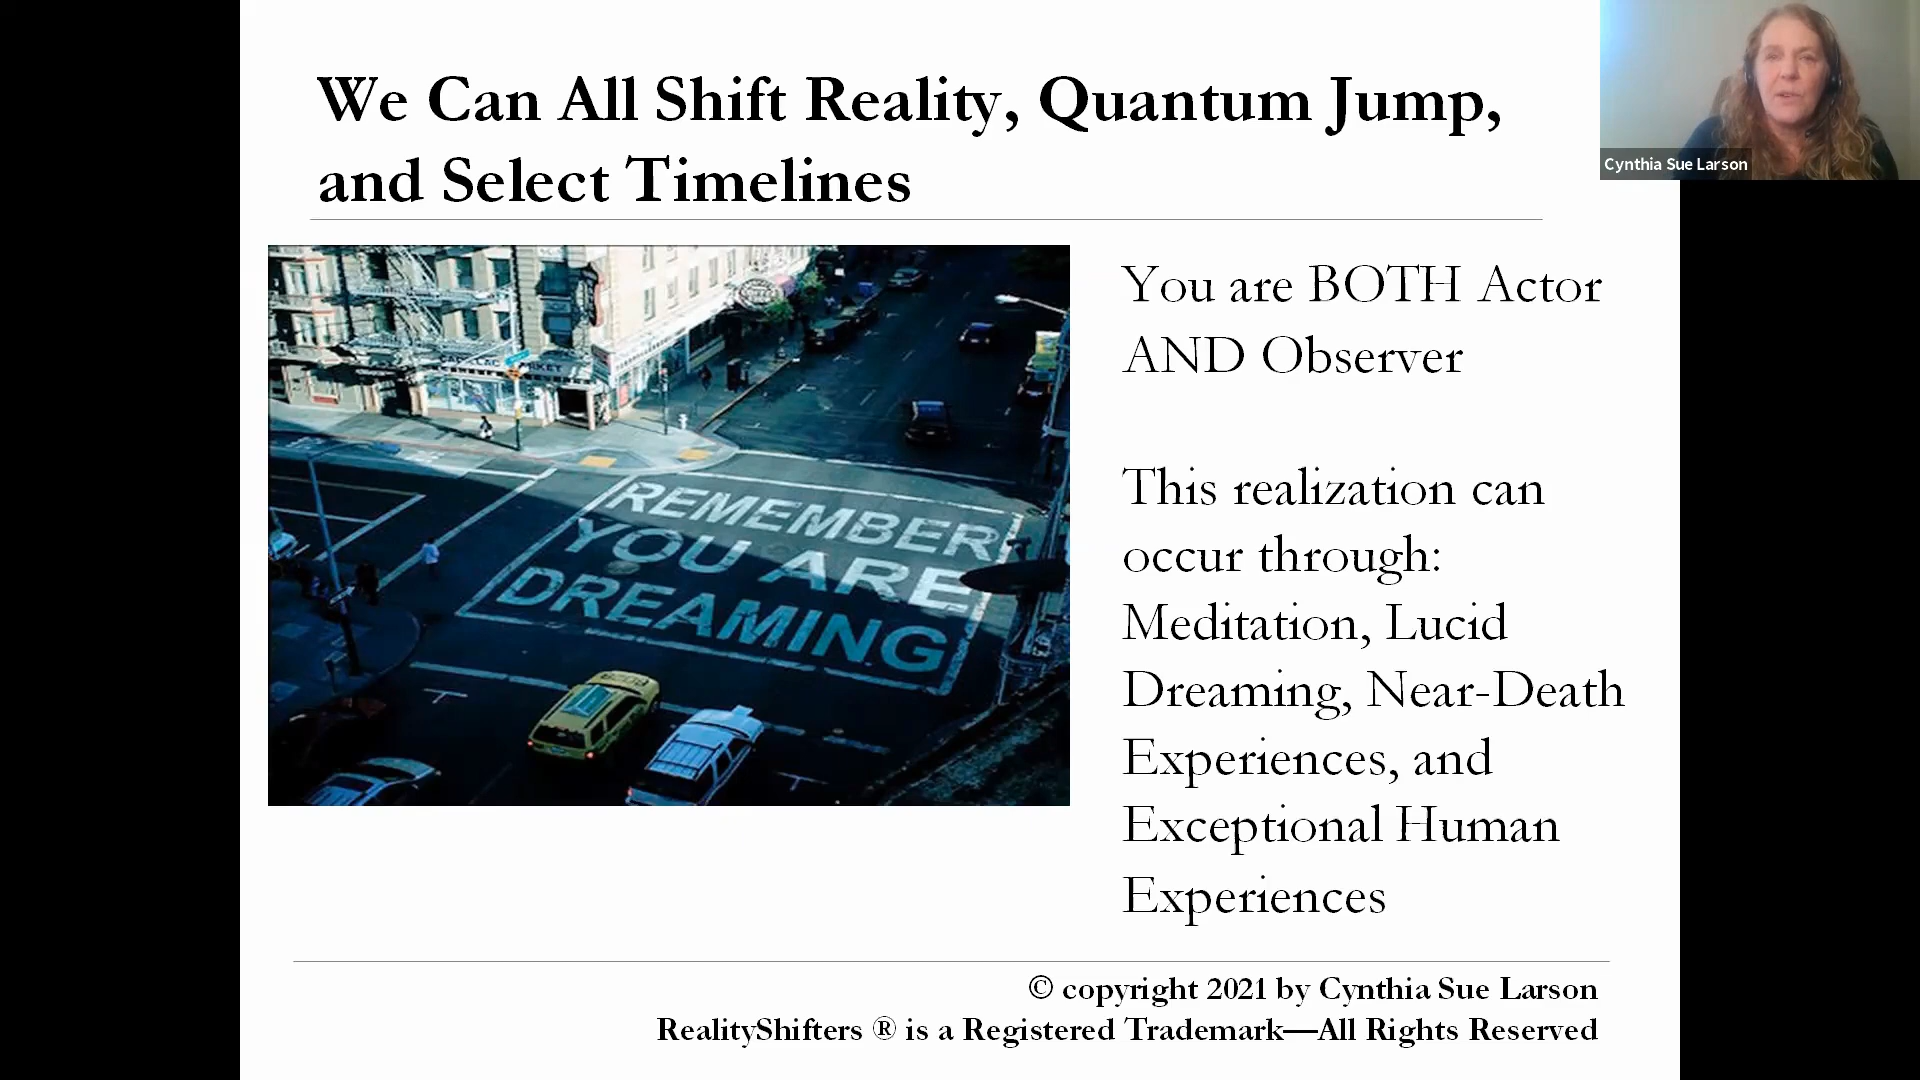 We Can All Shift Reality, Quantum Jump,
and Select Timelines
Cynthia Sue Larson
You are BOTH Actor
AND Observer
This realization can
occur through:
Meditation, Lucid
Dreaming, Near-Death
Experiences, and
Exceptional Human
Experiences
MARKET
REMEMBER
YOU ARE
DREAMING
© copyright 2021 by Cynthia Sue Larson
RealityShifters ® is a Registered Trademark—All Rights Reserved